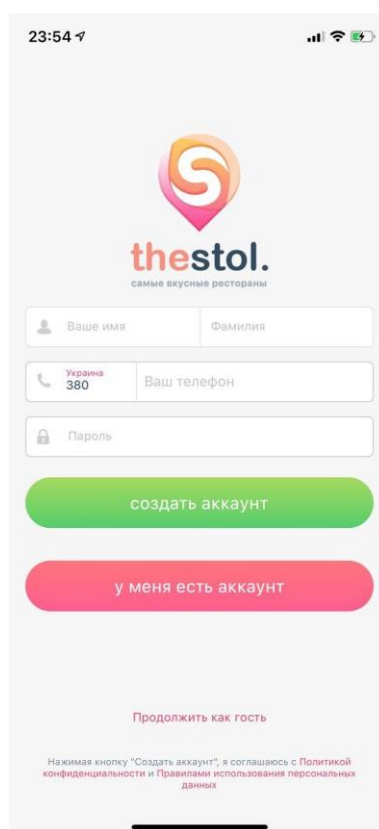 23:54
thestol.
самые вкусные рестораны
Ваше имя Фамилия
Украина
380 Ваш телефон
Пароль
создать аккаунт
у меня есть аккаунт
Продолжить как гость
Нажимая кнопку "Создать аккаунт", я соглашаюсь с Политикой
конфиденциальности и Правилами использования персональных
данных